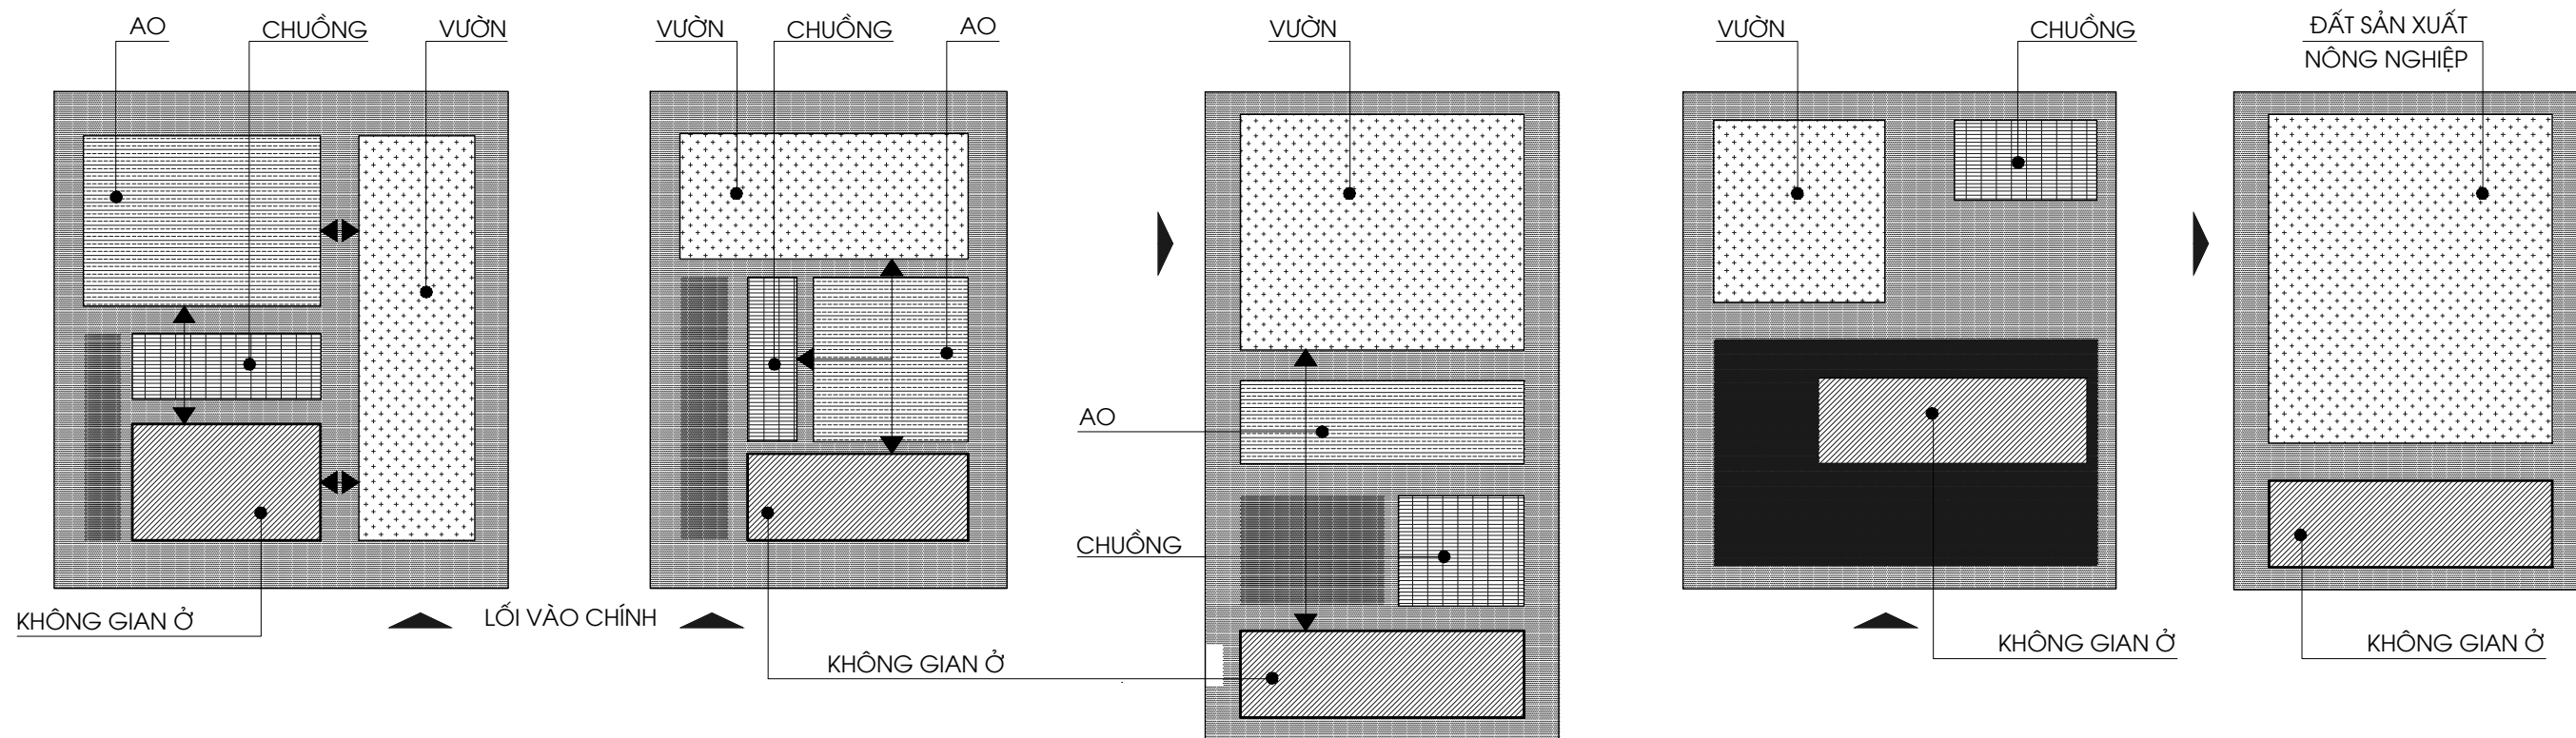 AO
CHUỒNG
VƯỜN
VƯỜN
CHUỒNG
AO
VƯỜN
VƯỜN
CHUỒNG
ĐẤT SẢN XUẤT
NÔNG NGHIỆP
AO
CHUỒNG
KHÔNG GIAN Ở
LỐI VÀO CHÍNH
KHÔNG GIAN Ở
KHÔNG GIAN Ở
KHÔNG GIAN Ở